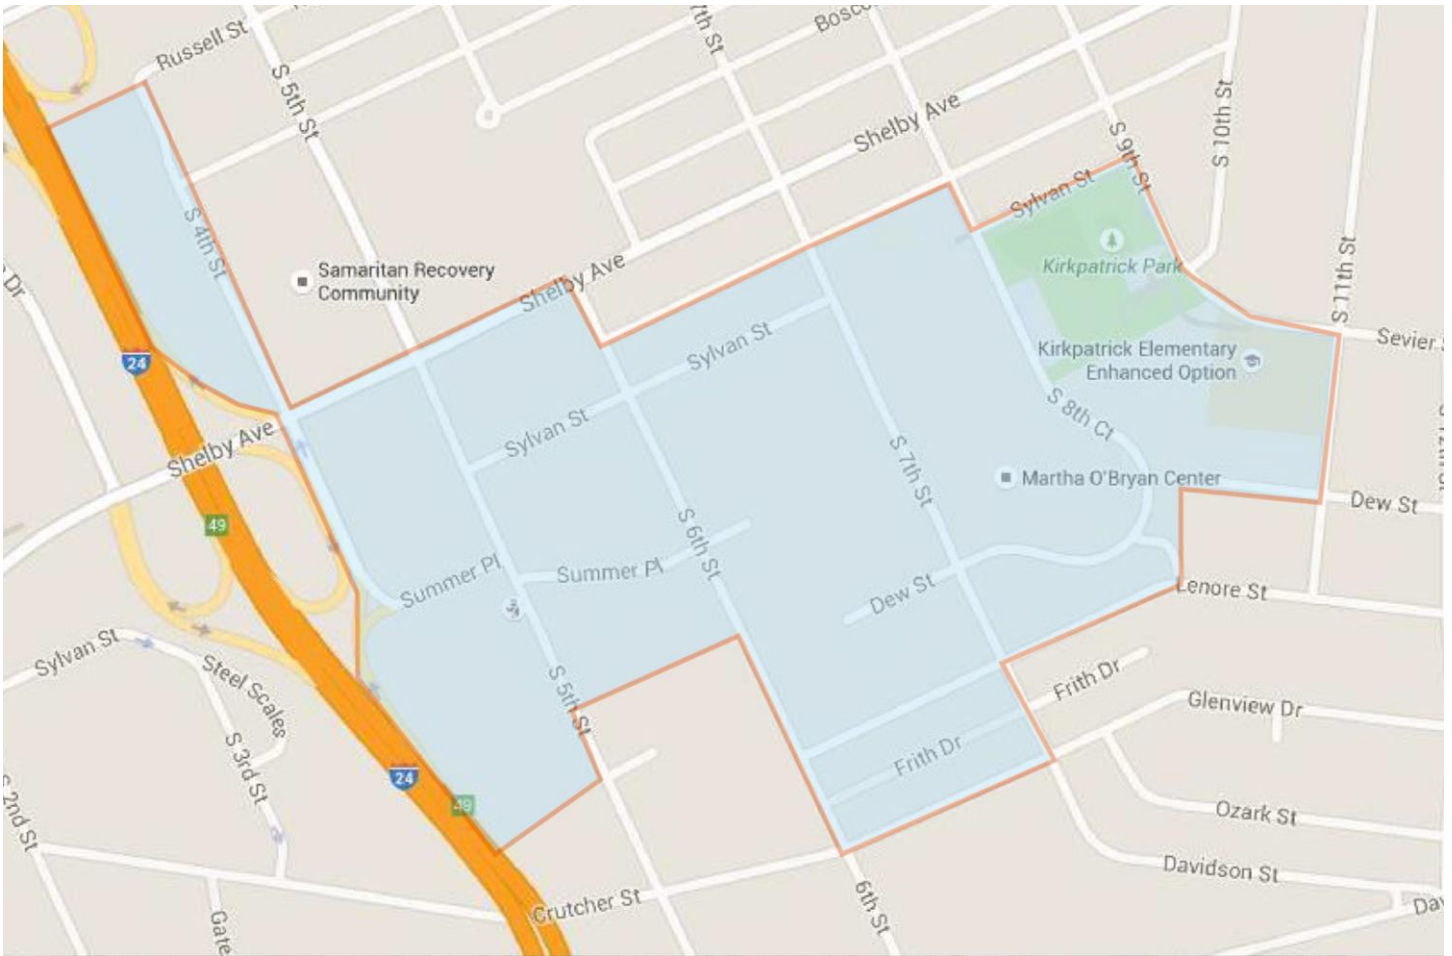 Russell St
S 5th St
7th St
Bosco
Shelby Ave
S 9th St
S 10th St
Sylvan St
S 4th St
Samaritan Recovery
Community
Shelby Ave
Kirkpatrick Park
S 11th St
Dr
24
Sylvan St
Kirkpatrick Elementary
Enhanced Option
Sevier S
Sylvan St
S 8th Ct
Shelby Ave
S 7th St
Martha O'Bryan Center
Dew St
49
S 6th St
Summer Pl
Summer Pl
Dew St
Lenore St
Sylvan St
Steel Scales
S 5th St
Frith Dr
Glenview Dr
S 3rd St
Frith Dr
24
49
S 2nd St
Ozark St
Davidson St
Crutcher St
6th St
Gate
Dav